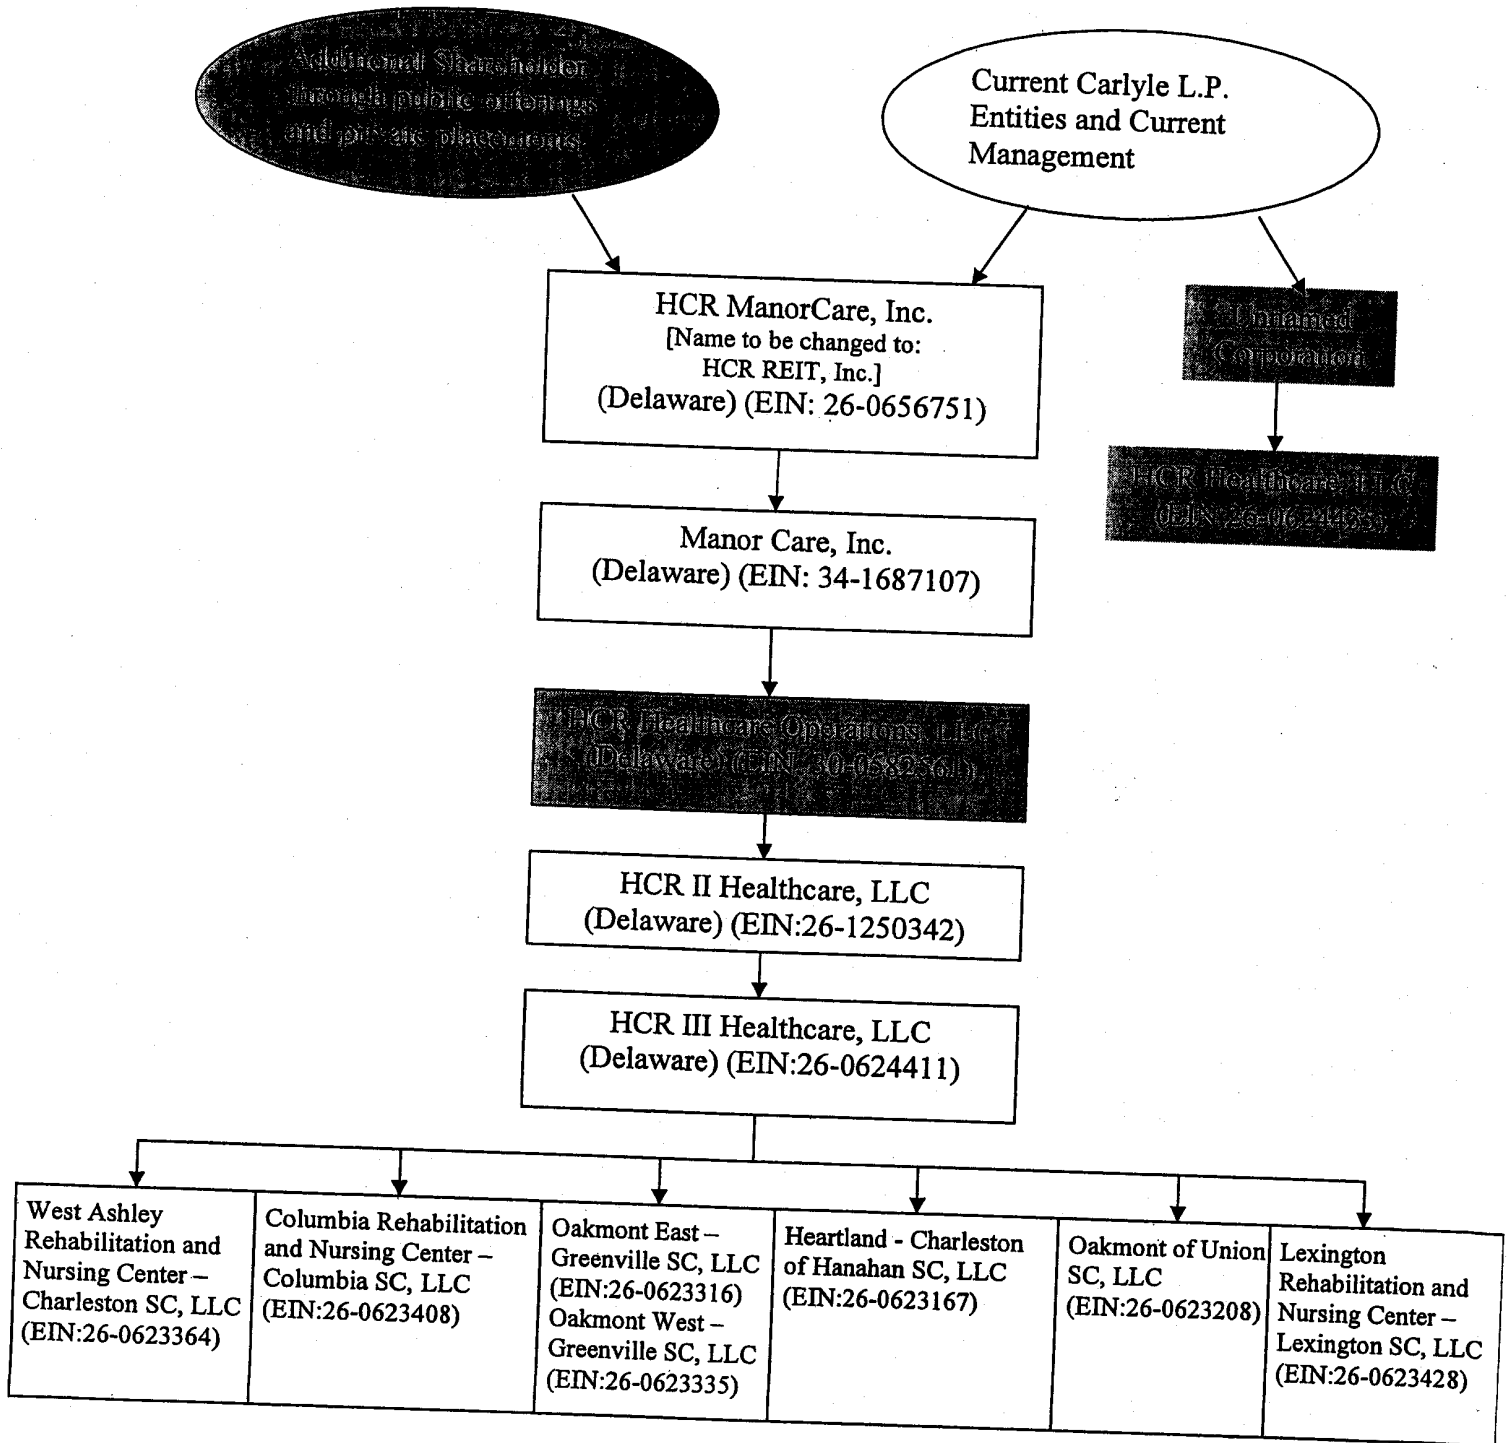 Additional Shareholder
through public offerings
and private placements
Current Carlyle L.P.
Entities and Current
Management
HCR ManorCare, Inc.
[Name to be changed to:
HCR REIT, Inc.]
(Delaware) (EIN: 26-0656751)
Unnamed
Corporation
HCR Healthcare, LLC
(EIN
Manor Care, Inc.
(Delaware) (EIN: 34-1687107)
HCR Healthcare Operations, LLC
(Delaware) (EIN:
HCR II Healthcare, LLC
(Delaware) (EIN:26-1250342)
HCR III Healthcare, LLC
(Delaware) (EIN:26-0624411)
West Ashley
Rehabilitation and
Nursing Center –
Charleston SC, LLC
(EIN:26-0623364)
Columbia Rehabilitation
and Nursing Center –
Columbia SC, LLC
(EIN:26-0623408)
Oakmont East –
Greenville SC, LLC
(EIN:26-0623316)
Oakmont West –
Greenville SC, LLC
(EIN:26-0623335)
Heartland - Charleston
of Hanahan SC, LLC
(EIN:26-0623167)
Oakmont of Union
SC, LLC
(EIN:26-0623208)
Lexington
Rehabilitation and
Nursing Center –
Lexington SC, LLC
(EIN:26-0623428)